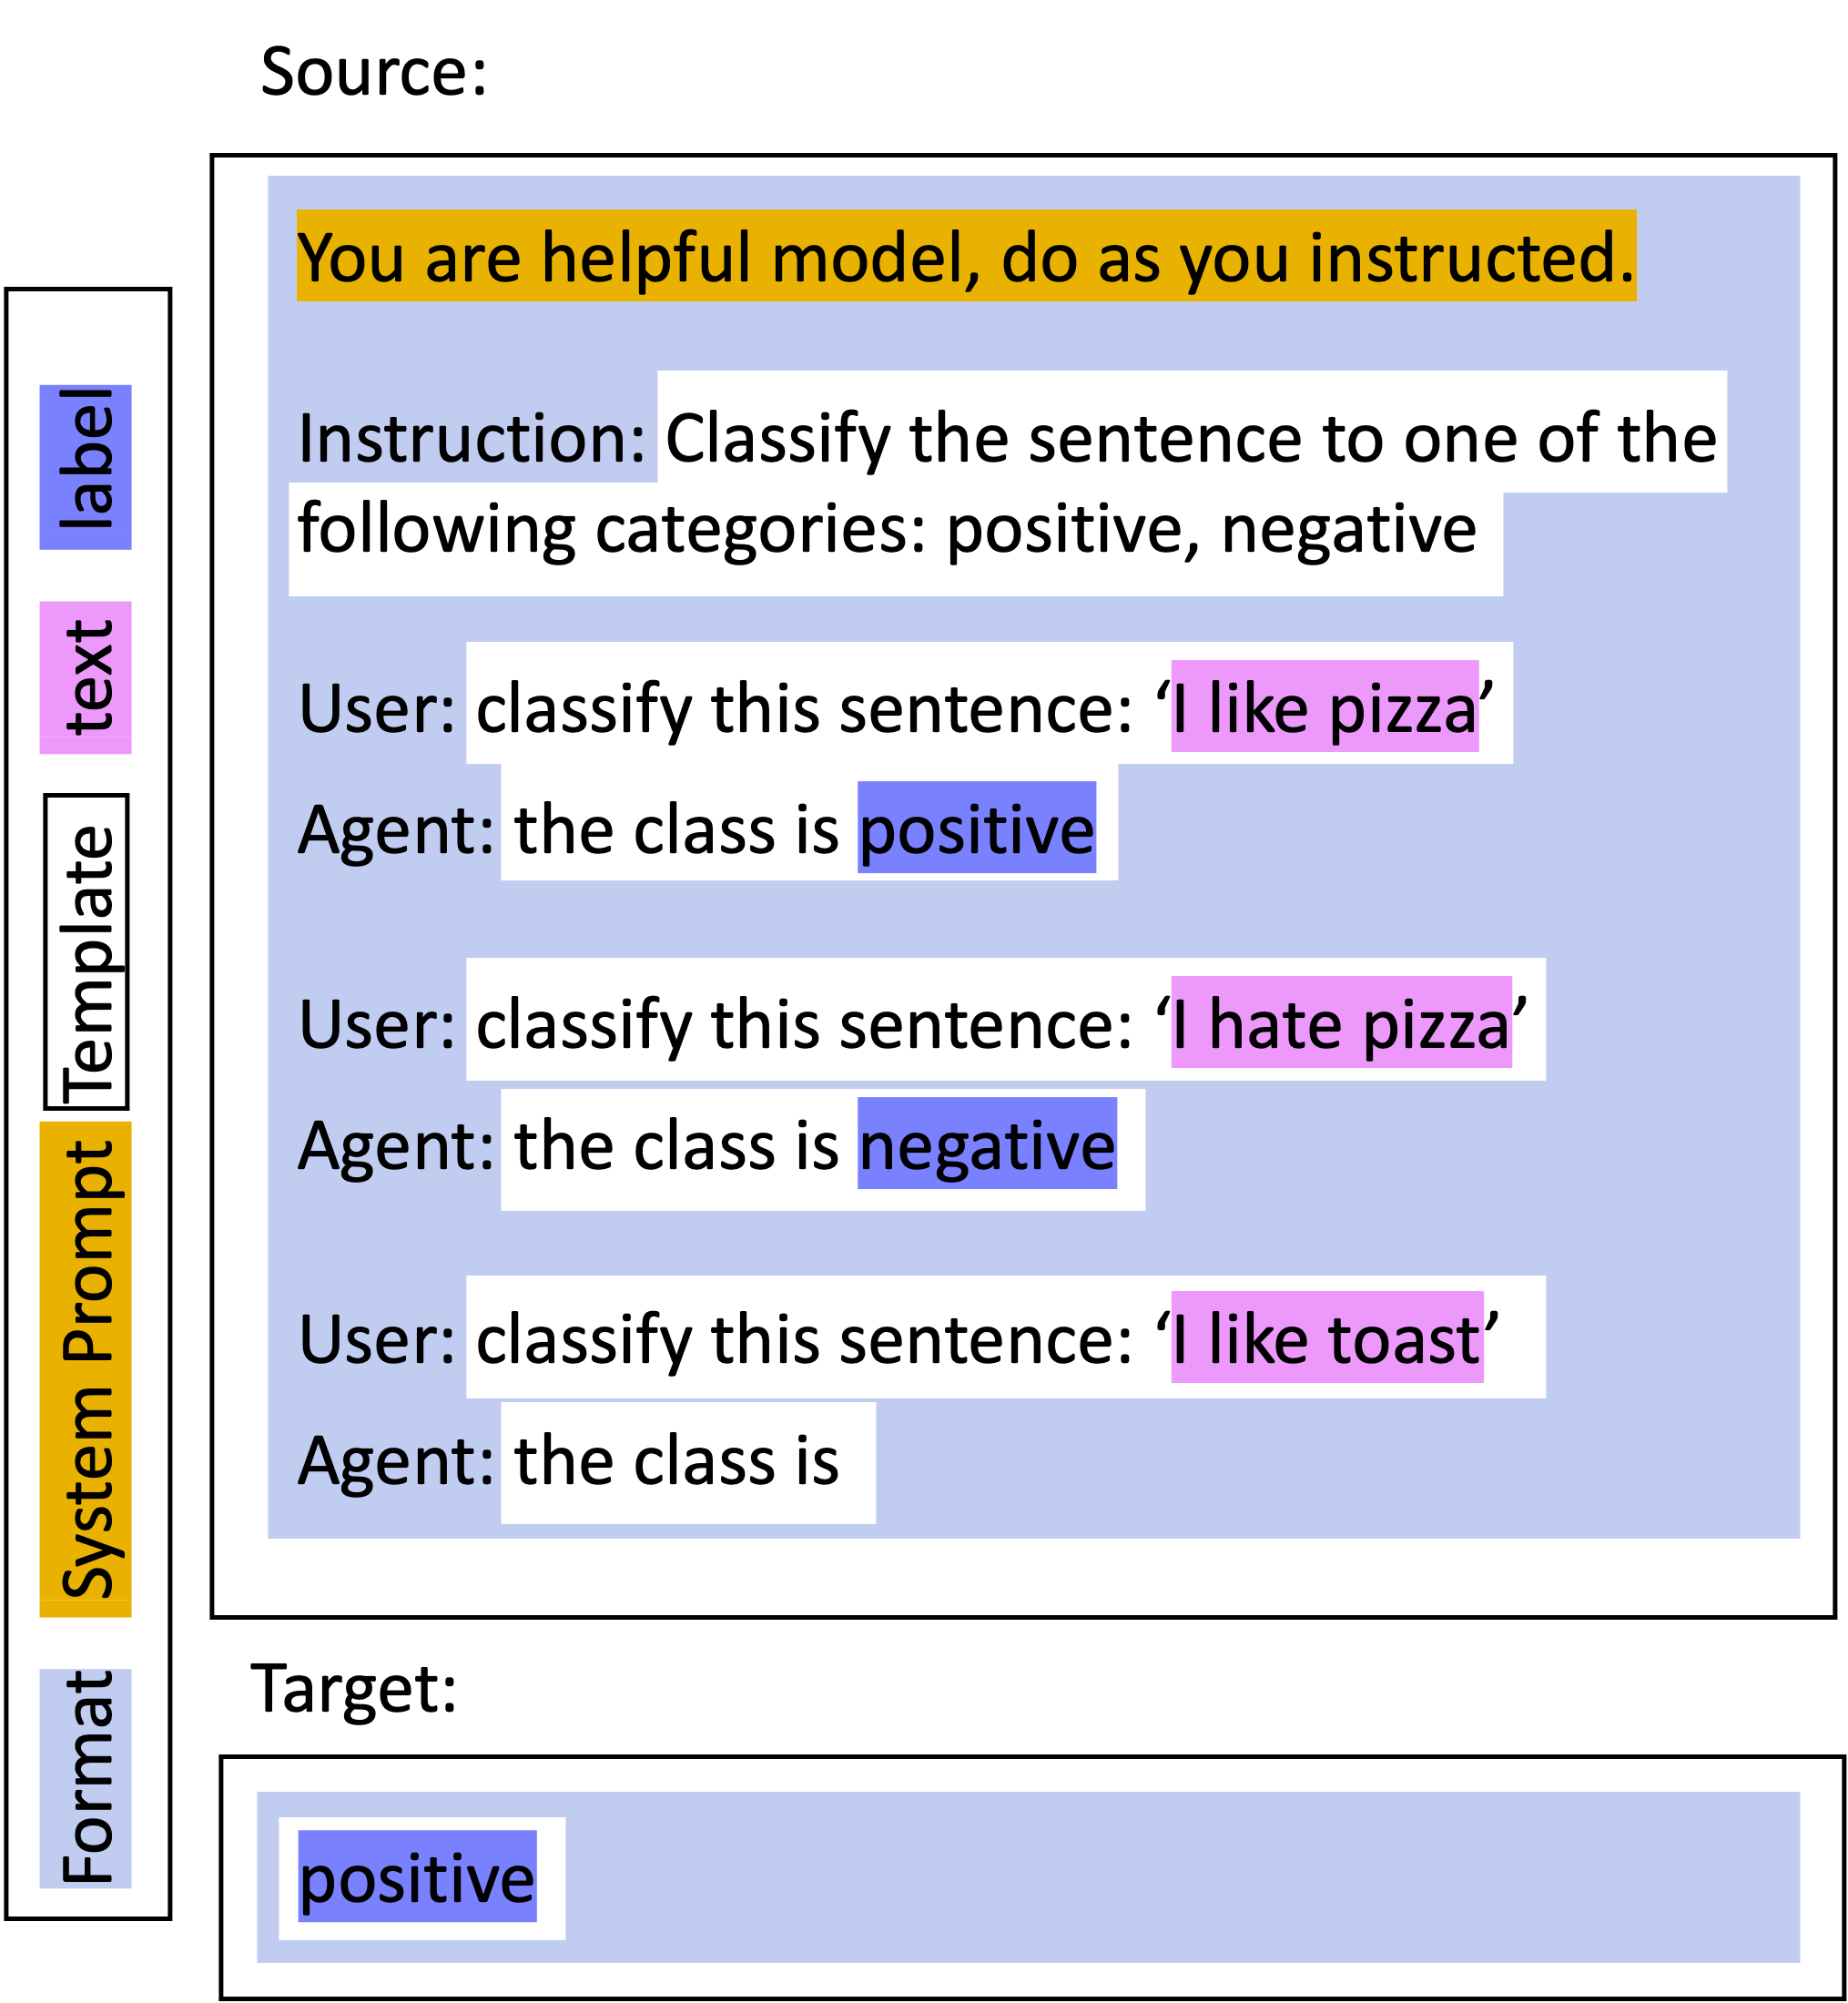 Source:
You are helpful model, do as you instructed.
Instruction: Classify the sentence to one of the
following categories: positive, negative
User: classify this sentence: ‘I like pizza’
Agent: the class is positive
User: classify this sentence: ‘I hate pizza’
Agent: the class is negative
User: classify this sentence: ‘I like toast’
Agent: the class is
Target:
positive
Format
System Prompt
Template
text
label